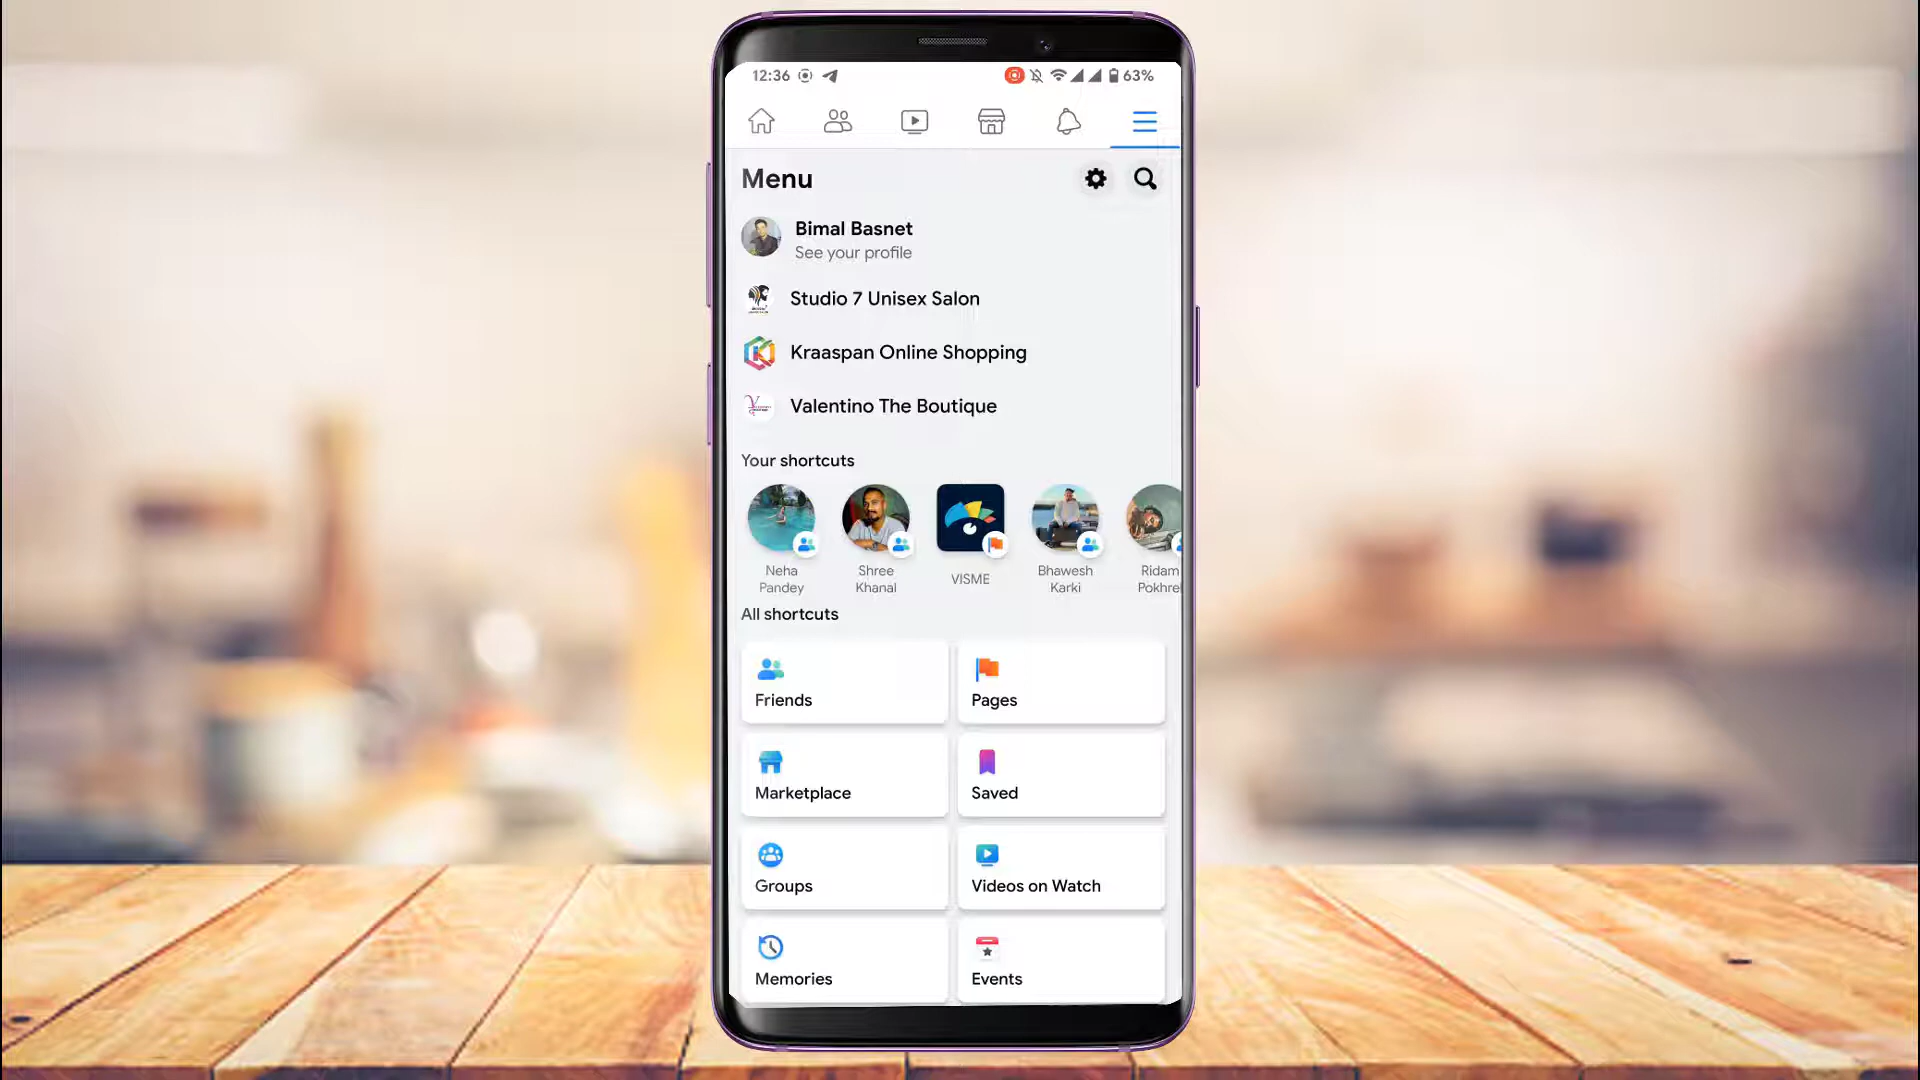 12:36 63%
Menu
Bimal Basnet
See your profile
Studio 7 Unisex Salon
Kraaspan Online Shopping
Valentino The Boutique
Your shortcuts
Neha Pandey
Shree Khanal
VISME
Bhawesh Karki
Ridam Pokhrel
All shortcuts
Friends
Pages
Marketplace
Saved
Groups
Videos on Watch
Memories
Events